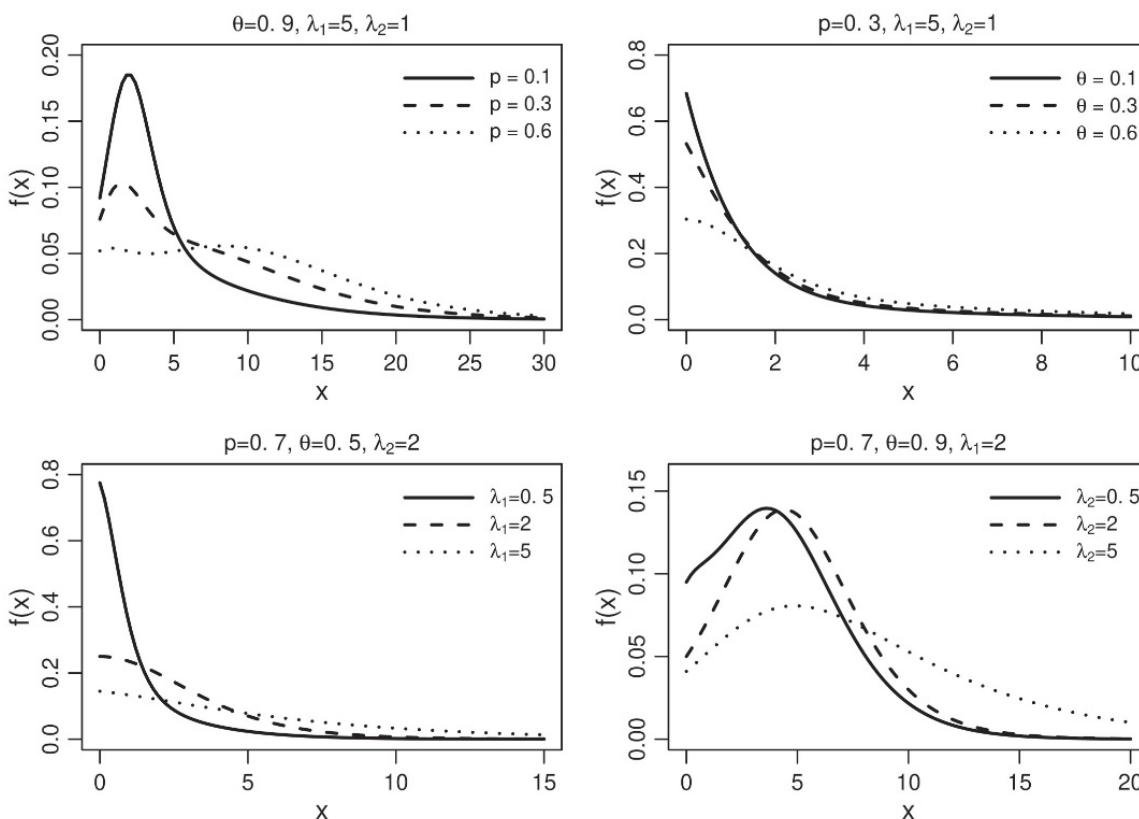 θ=0. 9, λ₁=5, λ₂=1
f(x)
0.00 0.05 0.10 0.15 0.20
p = 0.1
p = 0.3
p = 0.6
0 5 10 15 20 25 30
x
p=0. 3, λ₁=5, λ₂=1
f(x)
0.0 0.2 0.4 0.6 0.8
θ = 0.1
θ = 0.3
θ = 0.6
0 2 4 6 8 10
x
p=0. 7, θ=0. 5, λ₂=2
f(x)
0.0 0.2 0.4 0.6 0.8
λ₁=0. 5
λ₁=2
λ₁=5
0 5 10 15
x
p=0. 7, θ=0. 9, λ₁=2
f(x)
0.00 0.05 0.10 0.15
λ₂=0. 5
λ₂=2
λ₂=5
0 5 10 15 20
x